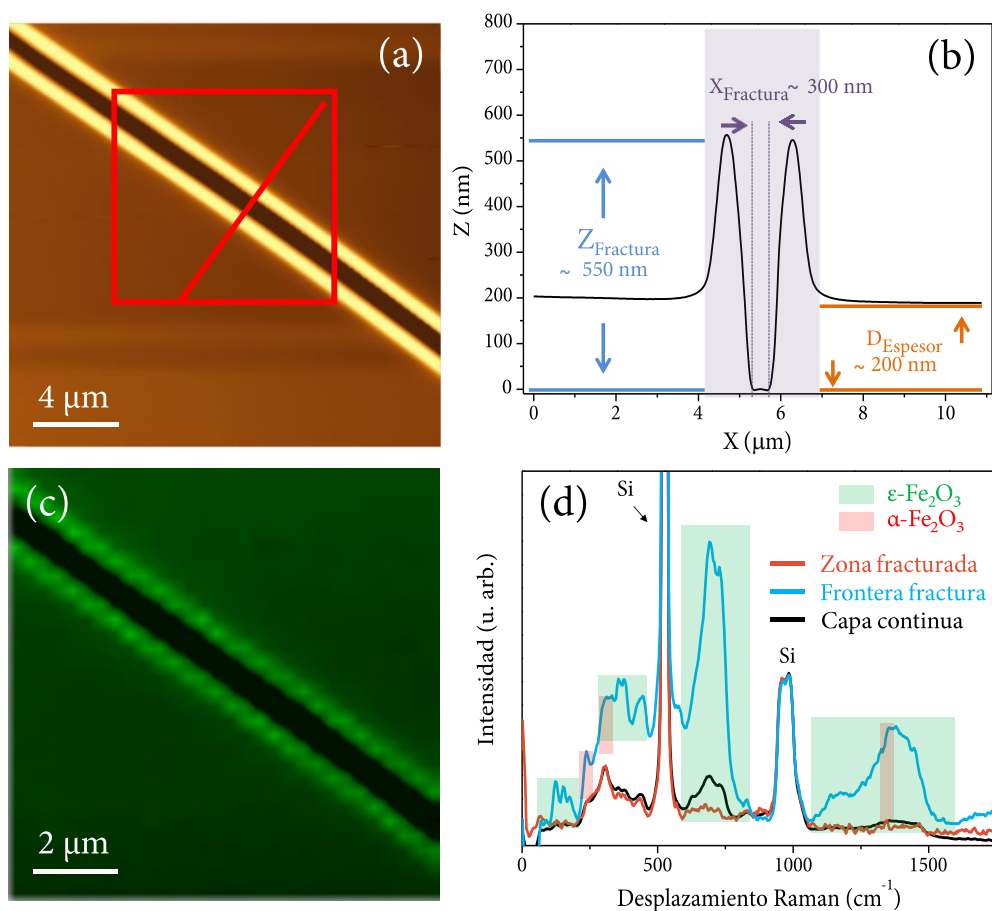 (a)
4 μm
(b)
Z (nm)
800
700
600
500
400
300
200
100
0
X_Fractura ~ 300 nm
Z_Fractura
~ 550 nm
D_Espesor
~ 200 nm
0
2
4
6
8
10
X (μm)
(c)
2 μm
(d)
Intensidad (u. arb.)
Si
ε-Fe₂O₃
α-Fe₂O₃
Zona fracturada
Frontera fractura
Capa continua
Si
0
500
1000
1500
Desplazamiento Raman (cm⁻¹)